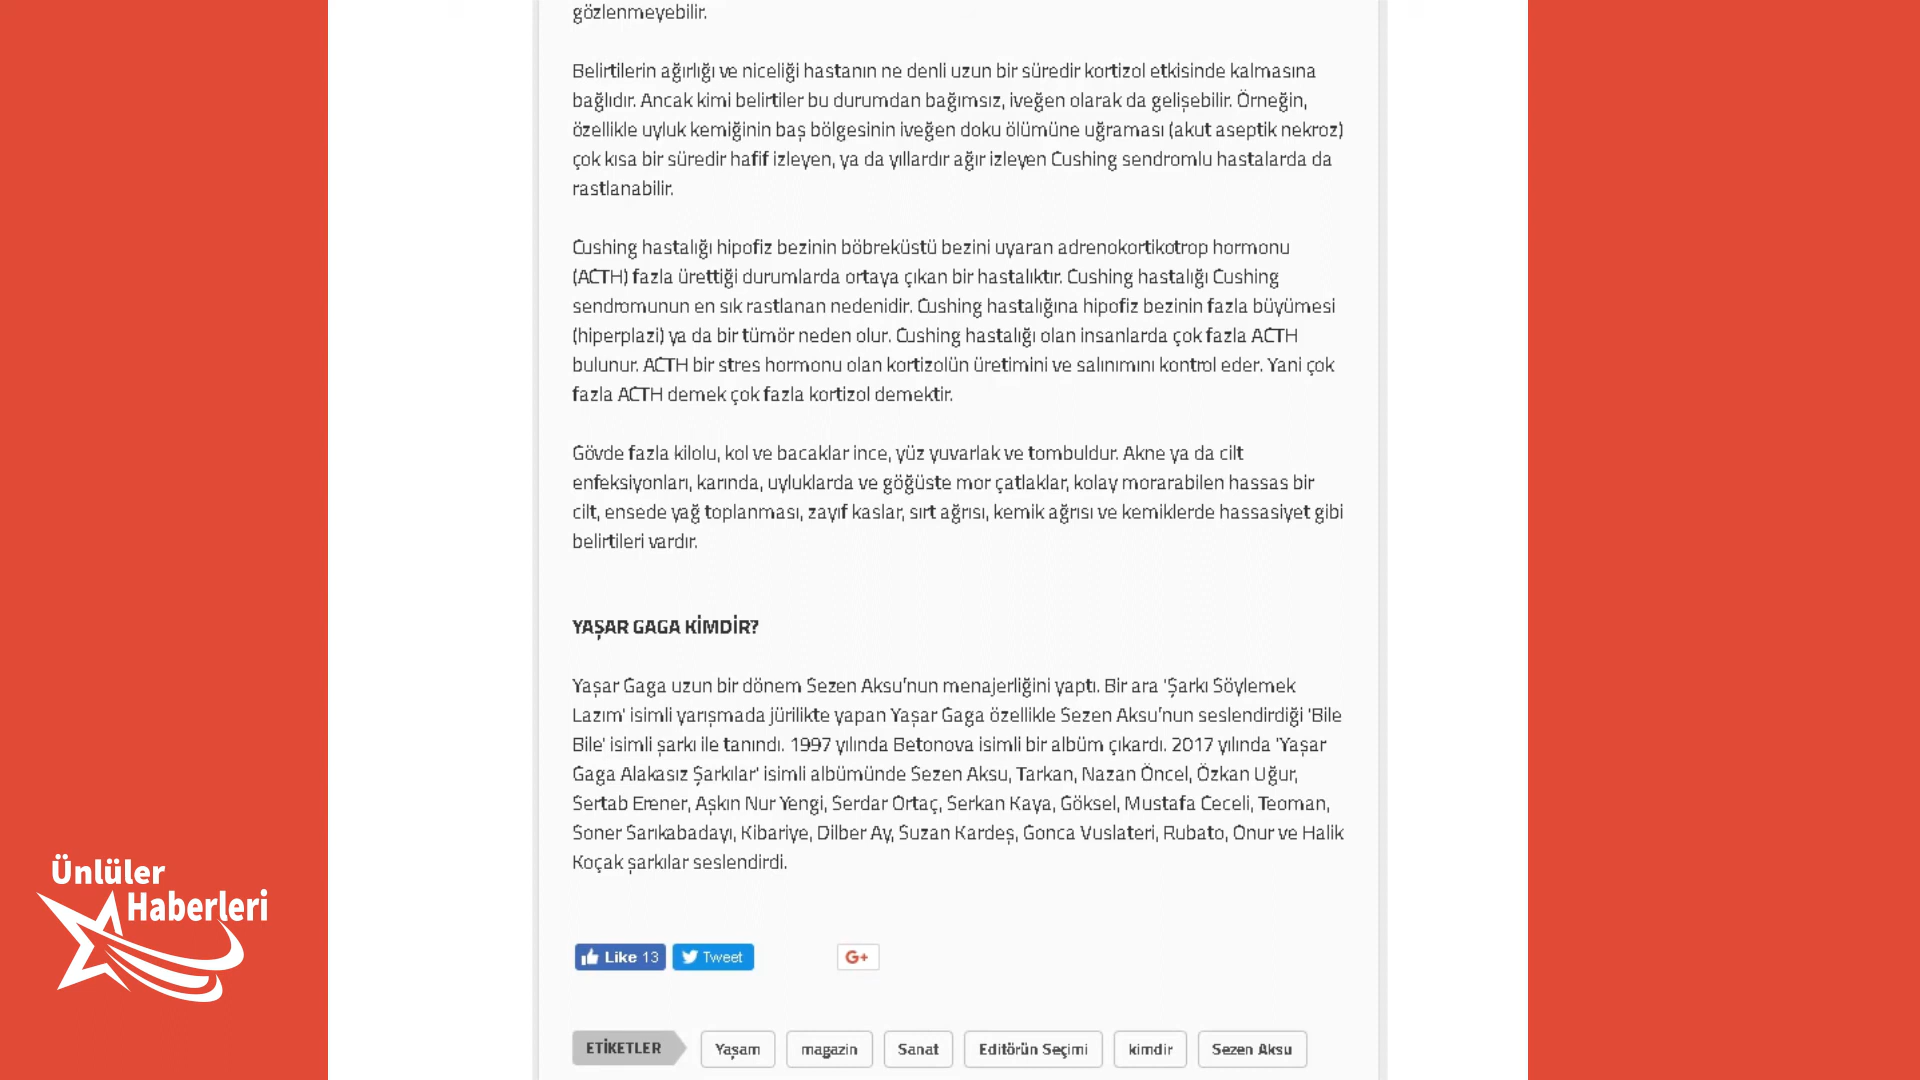 gözlenmeyebilir.
Belirtilerin ağırlığı ve niceliği hastanın ne denli uzun bir süredir kortizol etkisinde kalmasına
bağlıdır. Ancak kimi belirtiler bu durumdan bağımsız, iveğen olarak da gelişebilir. Örneğin,
özellikle uyluk kemiğinin baş bölgesinin iveğen doku ölümüne uğraması (akut aseptik nekroz)
çok kısa bir süredir hafif izleyen, ya da yıllardır ağır izleyen Cushing sendromlu hastalarda da
rastlanabilir.
Cushing hastalığı hipofiz bezinin böbreküstü bezini uyaran adrenokortikotrop hormonu
(ACTH) fazla ürettiği durumlarda ortaya çıkan bir hastalıktır. Cushing hastalığı Cushing
sendromunun en sık rastlanan nedenidir. Cushing hastalığına hipofiz bezinin fazla büyümesi
(hiperplazi) ya da bir tümör neden olur. Cushing hastalığı olan insanlarda çok fazla ACTH
bulunur. ACTH bir stres hormonu olan kortizolün üretimini ve salınımını kontrol eder. Yani çok
fazla ACTH demek çok fazla kortizol demektir.
Gövde fazla kilolu, kol ve bacaklar ince, yüz yuvarlak ve tombuldur. Akne ya da cilt
enfeksiyonları, karında, uyluklarda ve göğüste mor çatlaklar, kolay morarabilen hassas bir
cilt, ensede yağ toplanması, zayıf kaslar, sırt ağrısı, kemik ağrısı ve kemiklerde hassasiyet gibi
belirtileri vardır.
YAŞAR GAGA KİMDİR?
Yaşar Gaga uzun bir dönem Sezen Aksu'nun menajerliğini yaptı. Bir ara 'Şarkı Söylemek
Lazım' isimli yarışmada jürilikte yapan Yaşar Gaga özellikle Sezen Aksu'nun seslendirdiği 'Bile
Bile' isimli şarkı ile tanındı. 1997 yılında Betonova isimli bir albüm çıkardı. 2017 yılında 'Yaşar
Gaga Alakasız Şarkılar' isimli albümünde Sezen Aksu, Tarkan, Nazan Öncel, Özkan Uğur,
Sertab Erener, Aşkın Nur Yengi, Serdar Ortaç, Serkan Kaya, Göksel, Mustafa Ceceli, Teoman,
Soner Sarıkabadayı, Kibariye, Dilber Ay, Suzan Kardeş, Gonca Vuslateri, Rubato, Onur ve Halik
Koçak şarkılar seslendirdi.
Ünlüler
Haberleri
Like 13 Tweet G+
ETİKETLER Yaşam magazin Sanat Editörün Seçimi kimdir Sezen Aksu